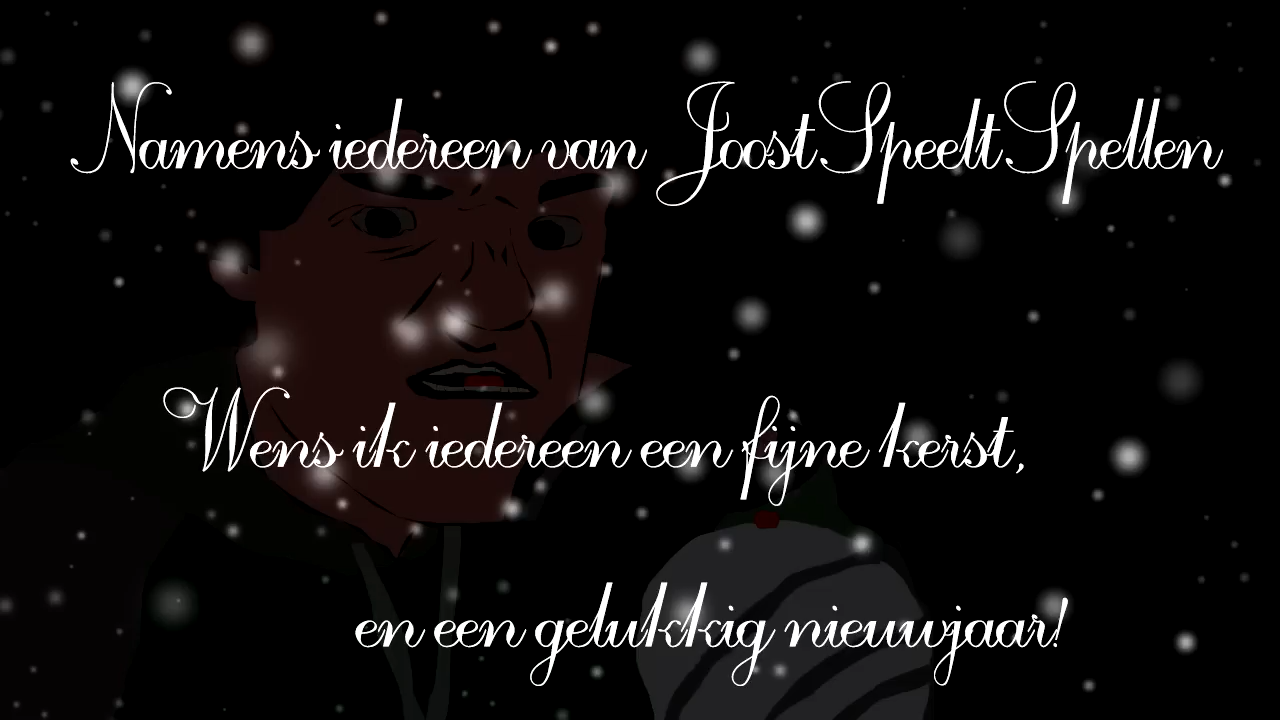 Namens iedereen van JoostSpeeltSpellen
Wens ik iedereen een fijne kerst,
en een gelukkig nieuwjaar!